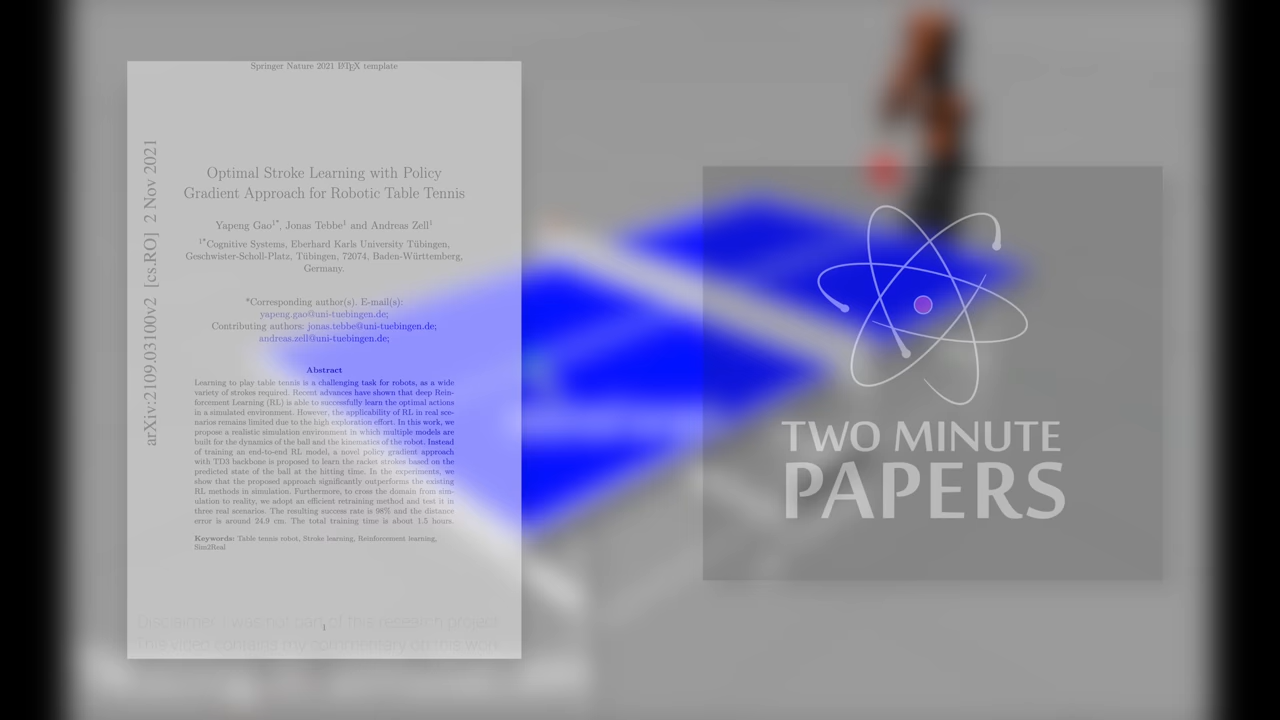 Springer Nature 2021 LATEX template
arXiv:2109.03100v2 [cs.RO] 2 Nov 2021
Optimal Stroke Learning with Policy
Gradient Approach for Robotic Table Tennis
Yapeng Gao1*, Jonas Tebbe1 and Andreas Zell1
1*Cognitive Systems, Eberhard Karls University Tübingen,
Geschwister-Scholl-Platz, Tübingen, 72074, Baden-Württemberg,
Germany.
*Corresponding author(s). E-mail(s):
yapeng.gao@uni-tuebingen.de;
Contributing authors: jonas.tebbe@uni-tuebingen.de;
andreas.zell@uni-tuebingen.de;
Abstract
Learning to play table tennis is a challenging task for robots, as a wide
variety of strokes required. Recent advances have shown that deep Rein-
forcement Learning (RL) is able to successfully learn the optimal actions
in a simulated environment. However, the applicability of RL in real sce-
narios remains limited due to the high exploration effort. In this work, we
propose a realistic simulation environment in which multiple models are
built for the dynamics of the ball and the kinematics of the robot. Instead
of training an end-to-end RL model, a novel policy gradient approach
with TD3 backbone is proposed to learn the racket strokes based on the
predicted state of the ball at the hitting time. In the experiments, we
show that the proposed approach significantly outperforms the existing
RL methods in simulation. Furthermore, to cross the domain from sim-
ulation to reality, we adopt an efficient retraining method and test it in
three real scenarios. The resulting success rate is 98% and the distance
error is around 24.9 cm. The total training time is about 1.5 hours.
Keywords: Table tennis robot, Stroke learning, Reinforcement learning,
Sim2Real
Disclaimer: I was not part of this research project.
This video contains my commentary on this work.
1
TWO MINUTE
PAPERS